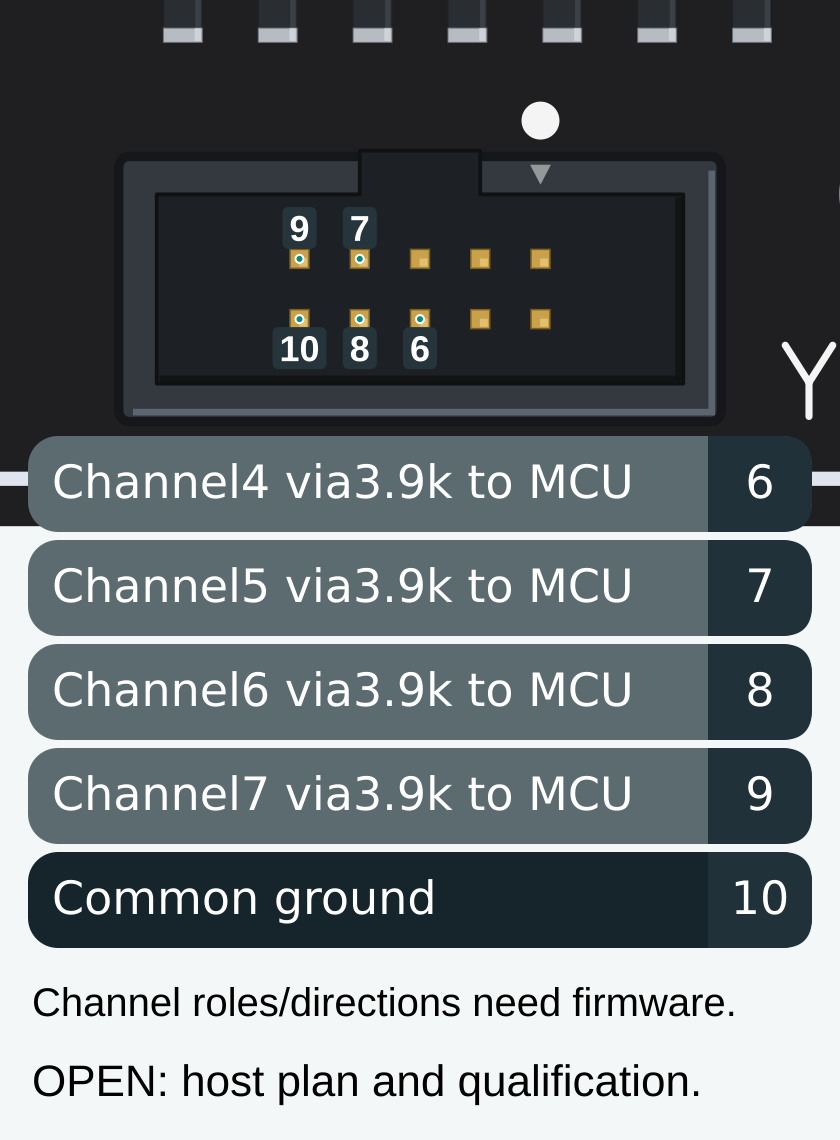 9 7
10 8 6
Y
Channel4 via3.9k to MCU 6
Channel5 via3.9k to MCU 7
Channel6 via3.9k to MCU 8
Channel7 via3.9k to MCU 9
Common ground 10
Channel roles/directions need firmware.
OPEN: host plan and qualification.